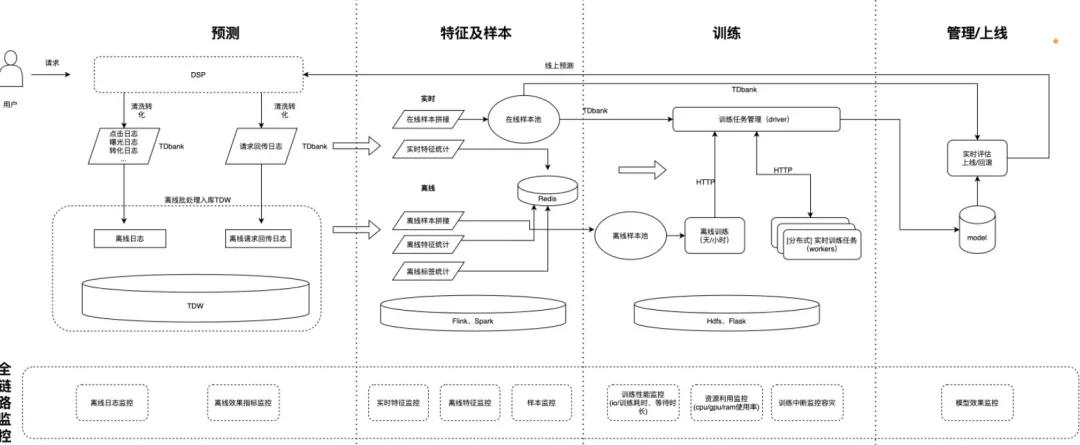 预测
特征及样本
训练
管理/上线
请求
用户
DSP
线上预测
TDbank
清洗转
化
清洗转
化
点击日志
曝光日志
转化日志
...
TDbank
请求回传日志
TDbank
离线批处理入库TDW
离线日志
离线请求回传日志
TDW
实时
在线样本拼接
实时特征统计
在线样本池
TDbank
Redis
离线
离线样本拼接
离线特征统计
离线标签统计
离线样本池
Flink、Spark
训练任务管理（driver）
HTTP
HTTP
离线训练
（天/小时）
[分布式] 实时训练任务
（workers）
Hdfs、Flask
实时评估
上线/回滚
model
全链路监控
离线日志监控
离线效果指标监控
实时特征监控
离线特征监控
样本监控
训练性能监控
(io/训练耗时、等待时
长)
资源利用监控
(cpu/gpu/ram使用率)
训练中断监控容灾
模型效果监控